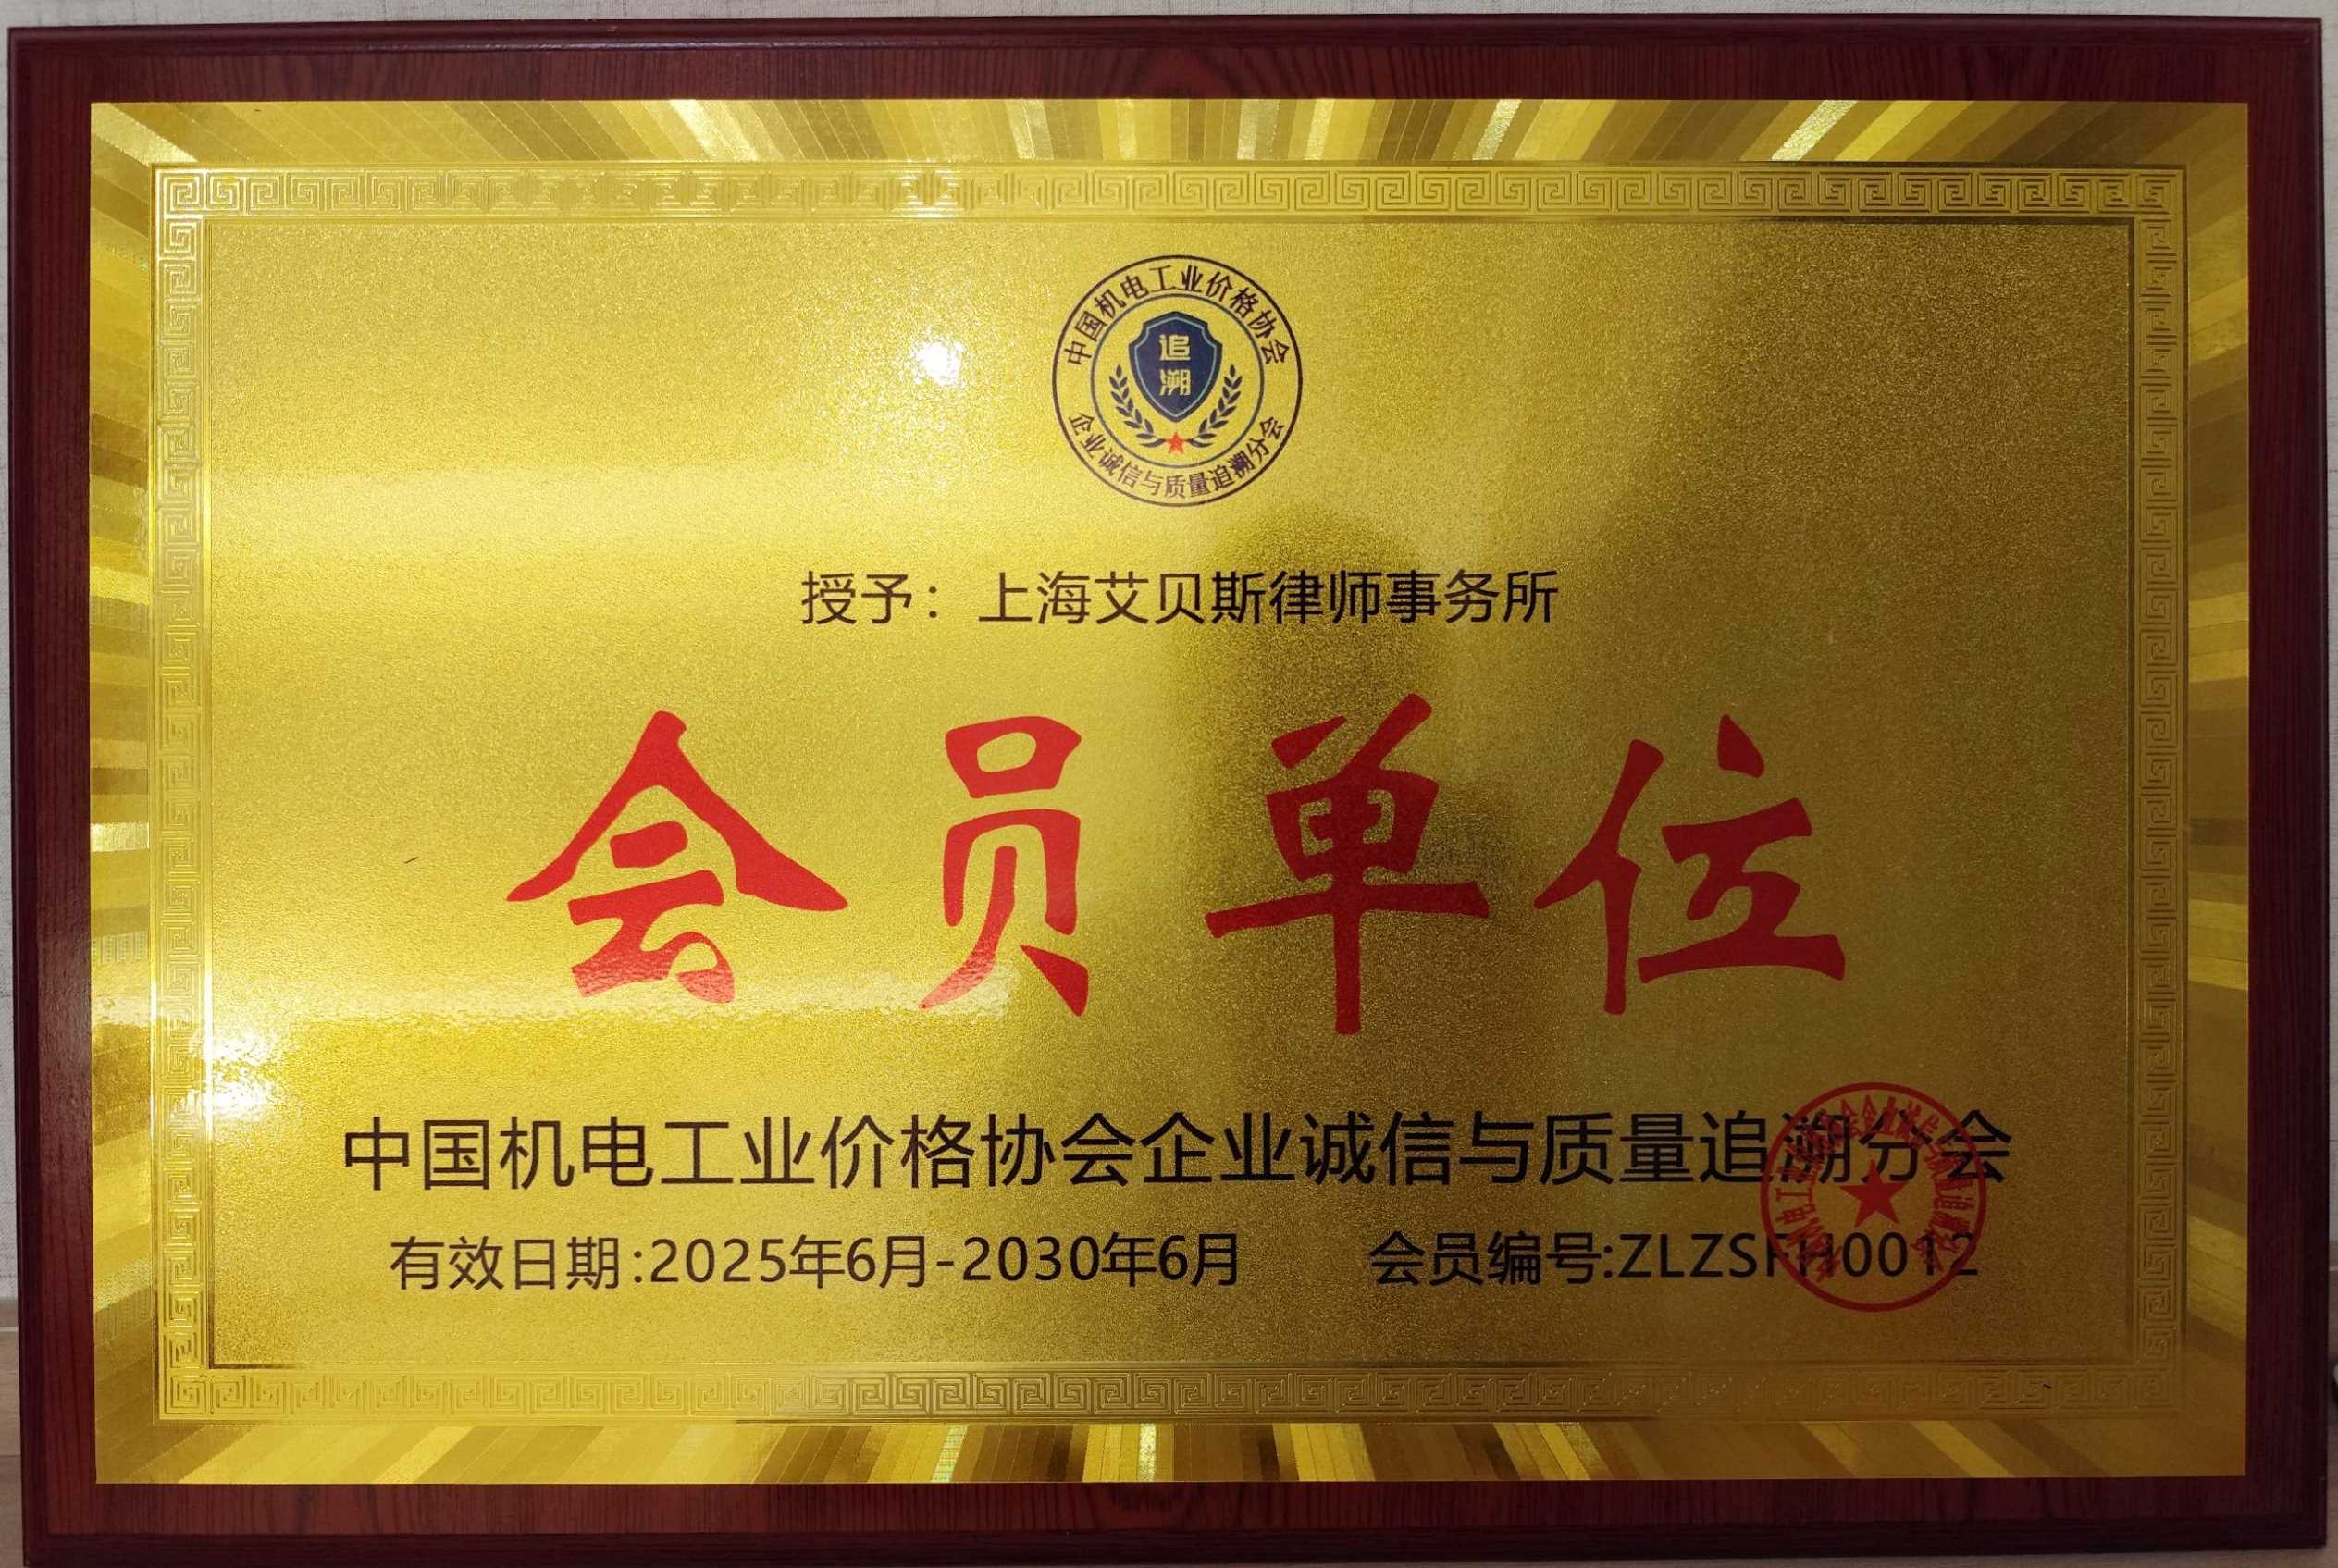 中国机电工业价格协会
追溯
企业诚信与质量追溯分会
授予：上海艾贝斯律师事务所
会员单位
中国机电工业价格协会企业诚信与质量追溯分会
有效日期:2025年6月-2030年6月 会员编号:ZLZSFH0012